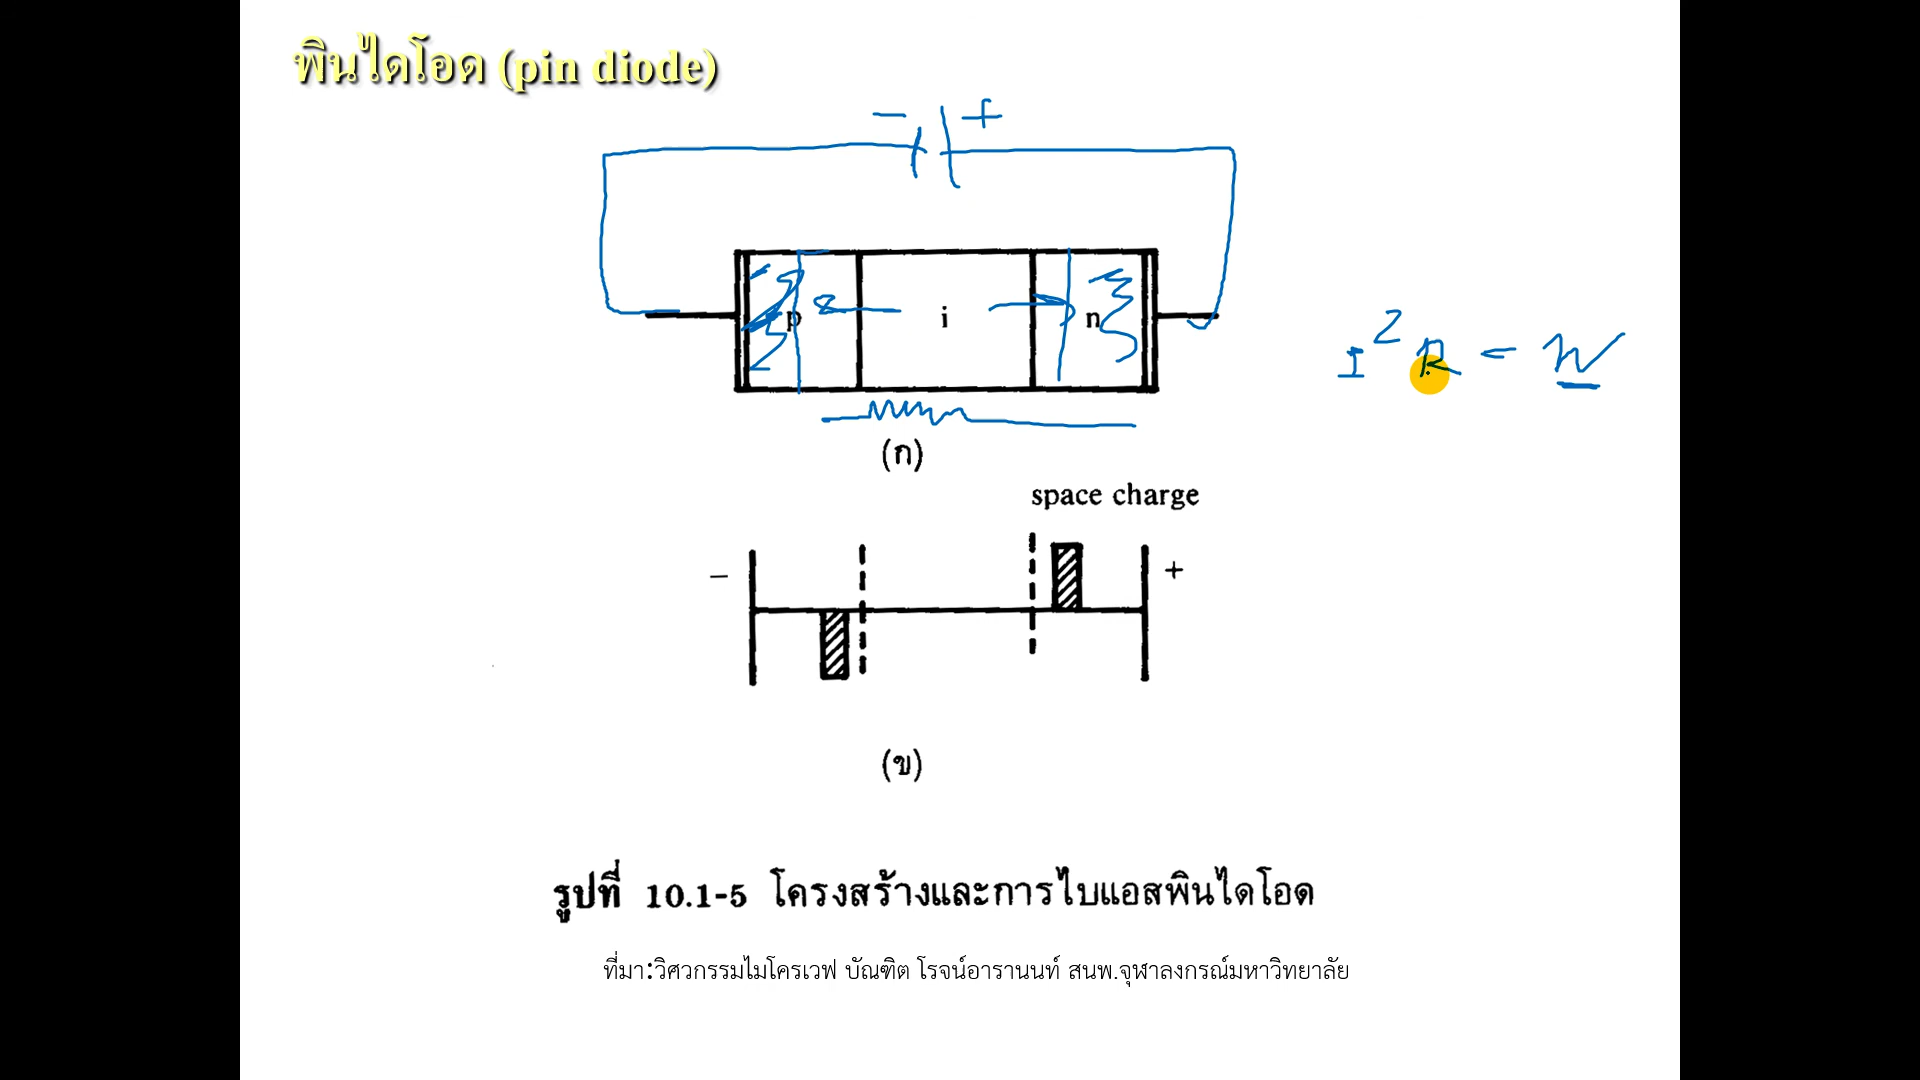 พินไดโอด (pin diode)
− +
p i n
I² R = W
(ก)
space charge
− +
(ข)
รูปที่ 10.1-5 โครงสร้างและการไบแอสพินไดโอด
ที่มา:วิศวกรรมไมโครเวฟ บัณฑิต โรจน์อารานนท์ สนพ.จุฬาลงกรณ์มหาวิทยาลัย